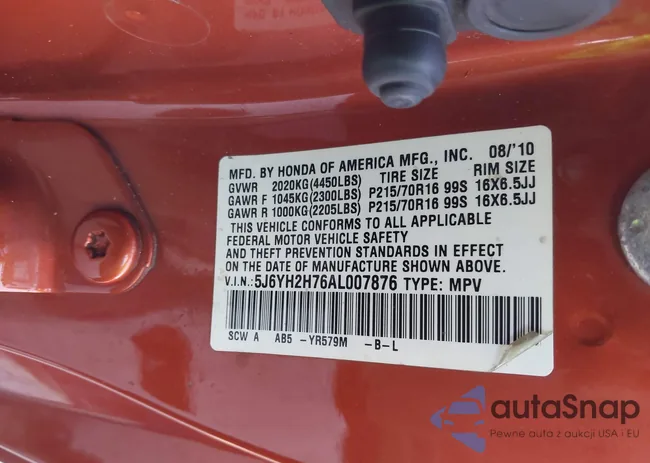 MFD. BY HONDA OF AMERICA MFG., INC. 08/'10
GVWR 2020KG(4450LBS) TIRE SIZE RIM SIZE
GAWR F 1045KG(2300LBS) P215/70R16 99S 16X6.5JJ
GAWR R 1000KG(2205LBS) P215/70R16 99S 16X6.5JJ
THIS VEHICLE CONFORMS TO ALL APPLICABLE
FEDERAL MOTOR VEHICLE SAFETY
AND THEFT PREVENTION STANDARDS IN EFFECT
ON THE DATE OF MANUFACTURE SHOWN ABOVE.
V.I.N.:5J6YH2H76AL007876 TYPE: MPV
SCW A AB5 -YR579M -B-L
autaSnap
Pewne auta z aukcji USA i EU